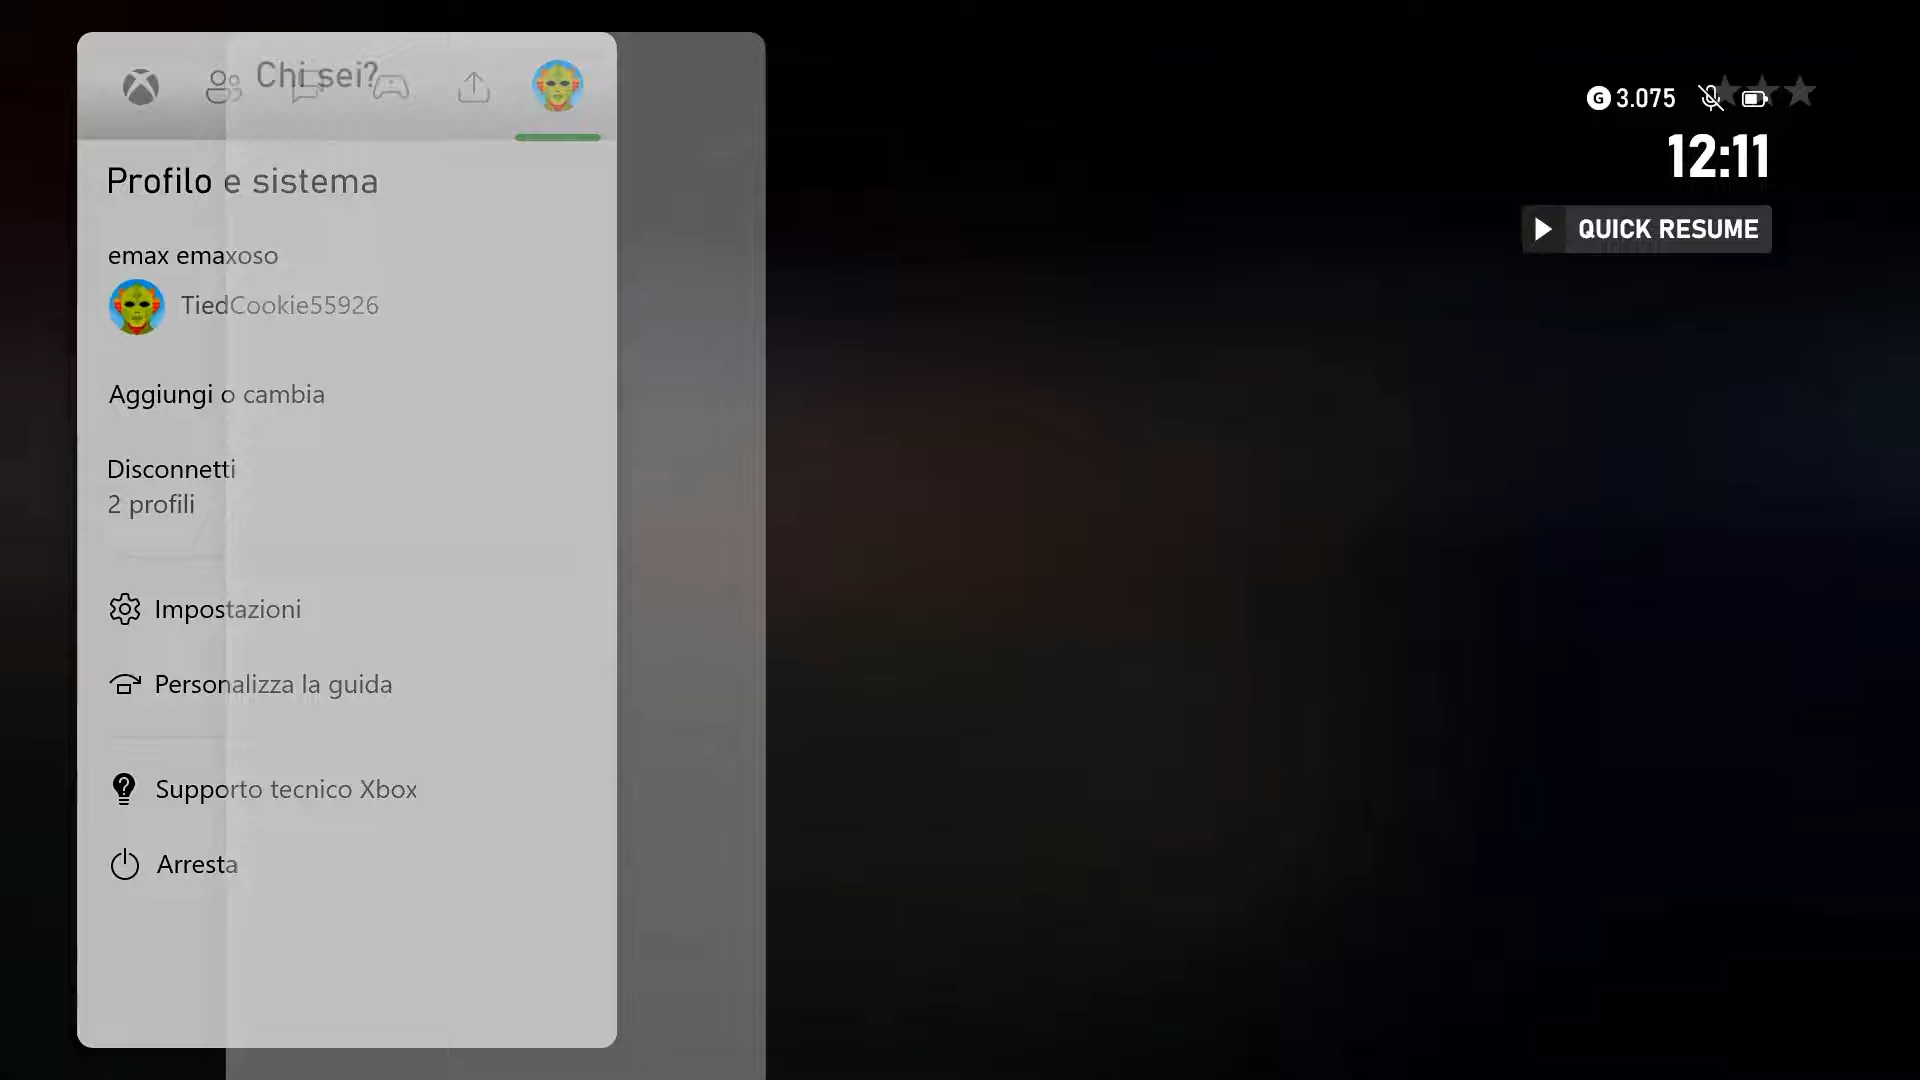 Chi sei?
Profilo e sistema
emax emaxoso
TiedCookie55926
Aggiungi o cambia
Disconnetti
2 profili
Impostazioni
Personalizza la guida
Supporto tecnico Xbox
Arresta
G 3.075
12:11
QUICK RESUME